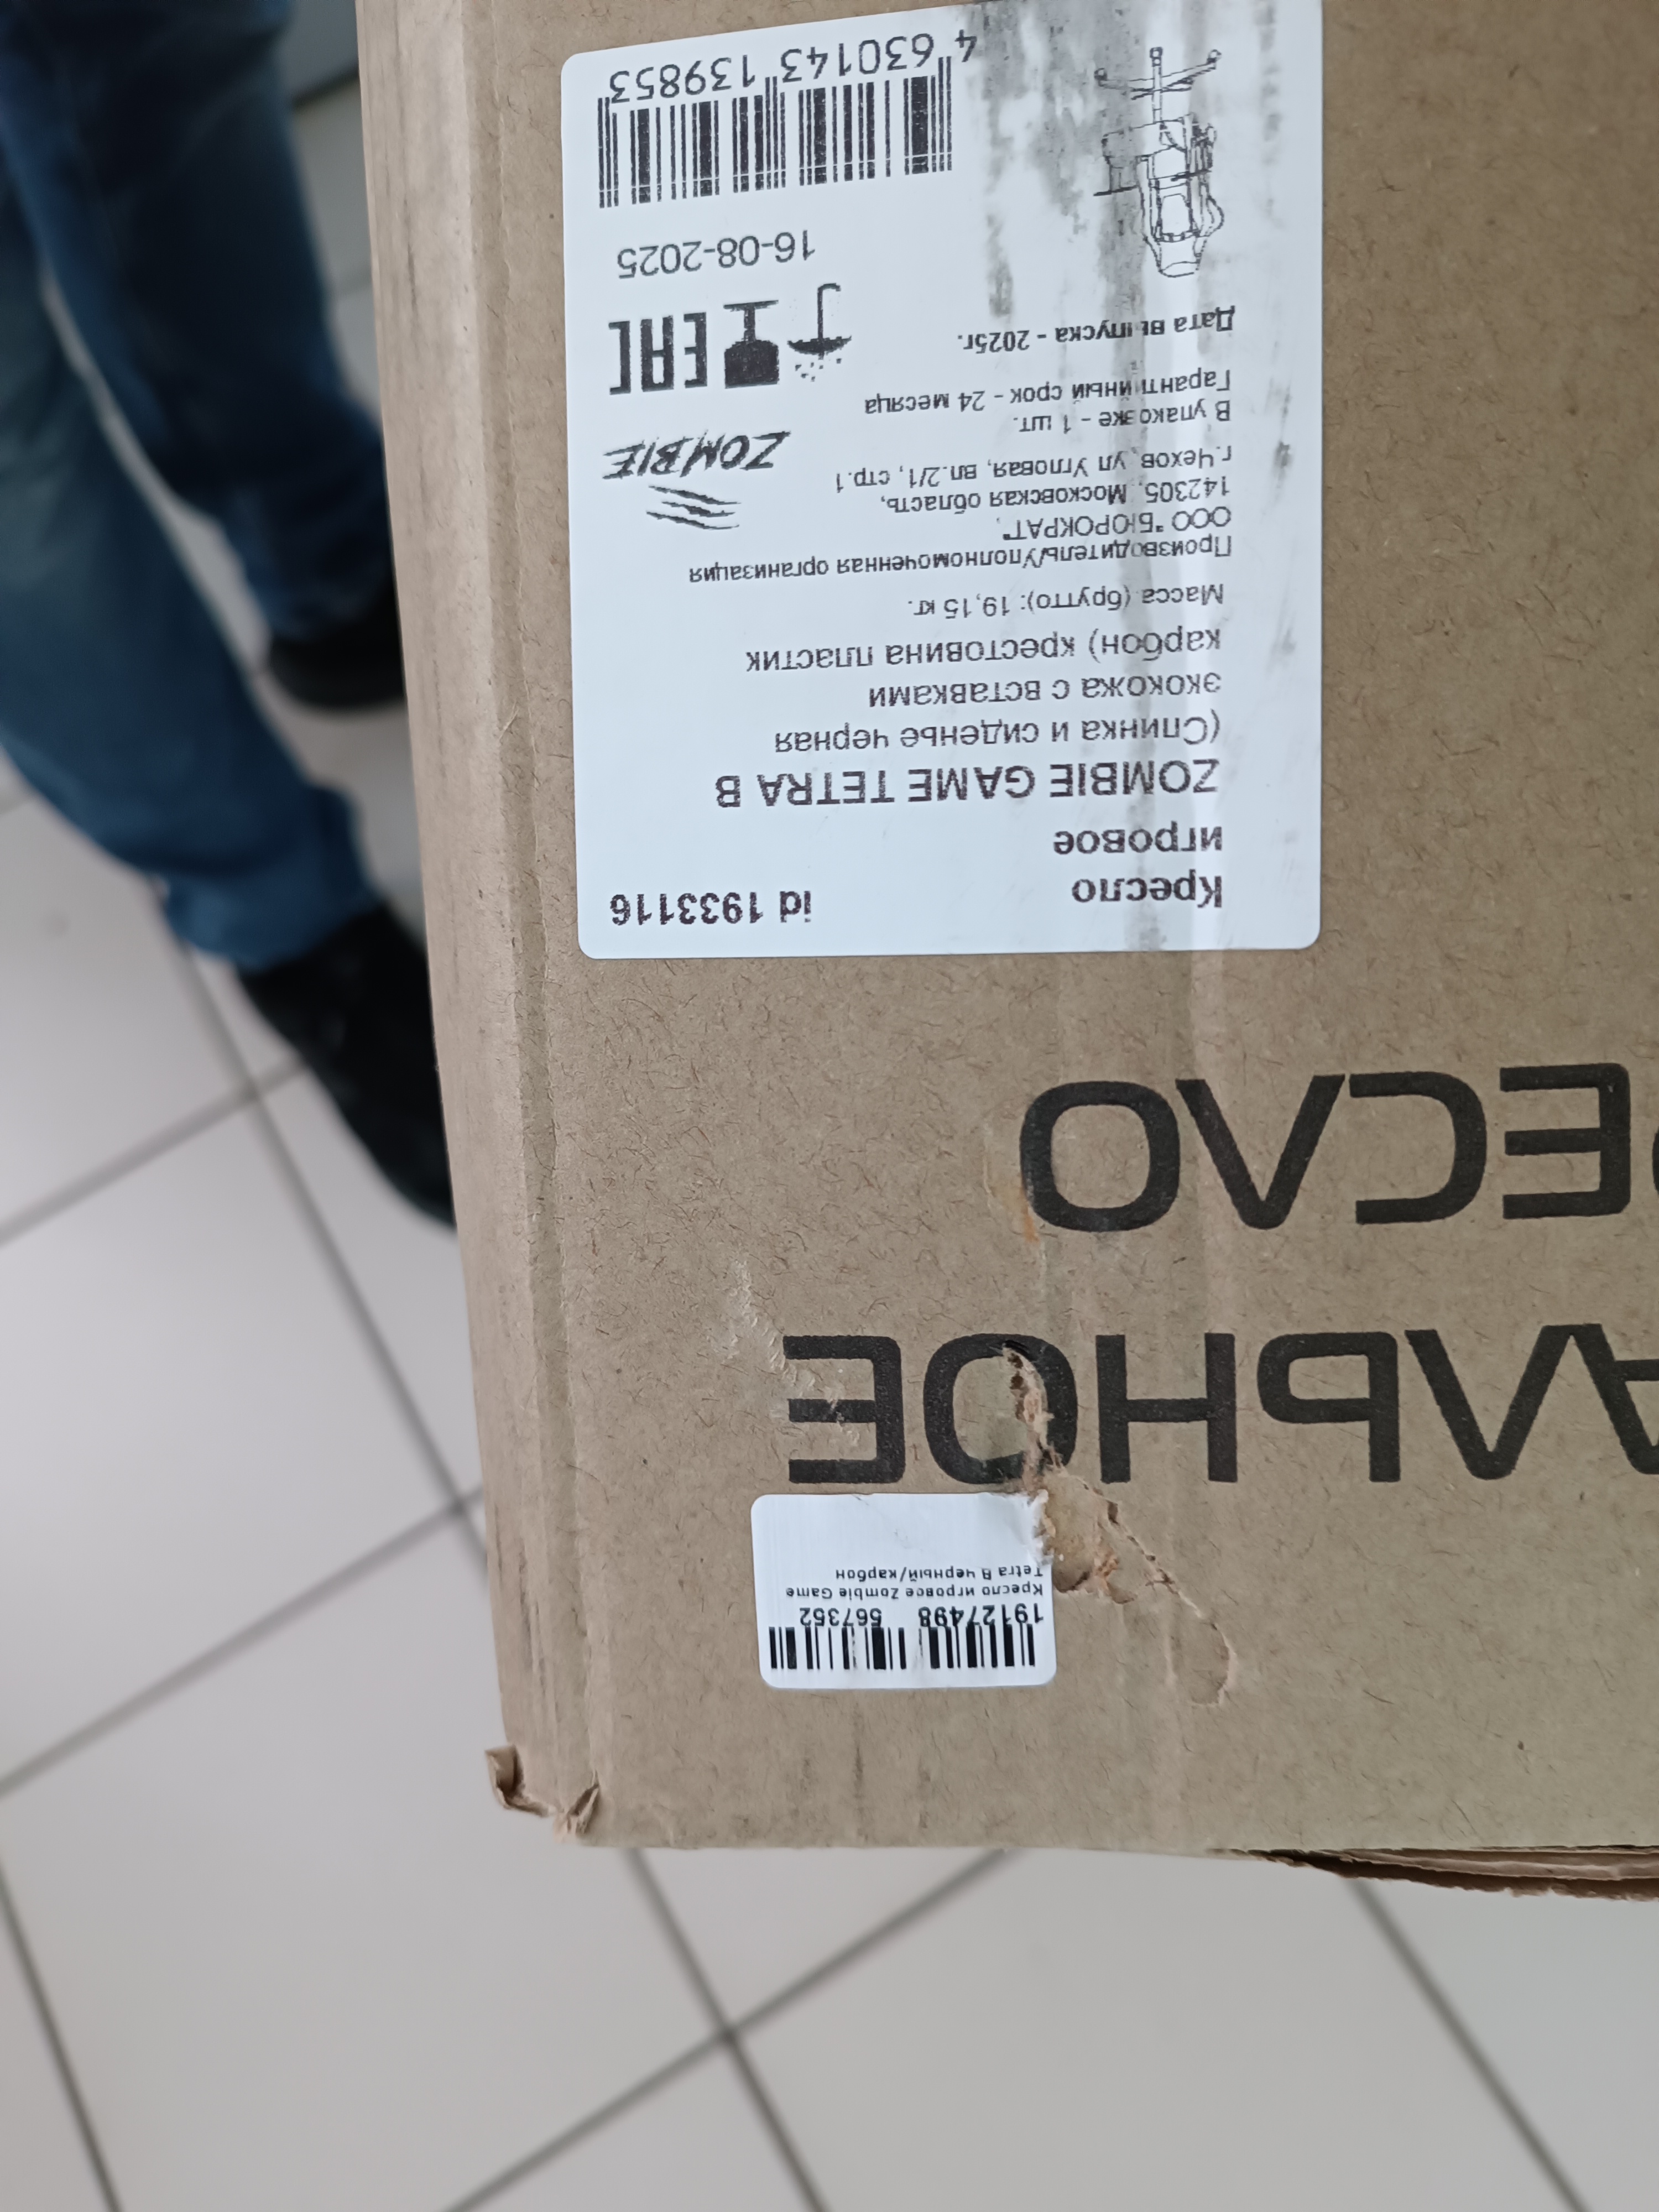 Кресло id 1933116
игровое
ZOMBIE GAME TETRA B
(Спинка и сиденье черная
экокожа с вставками
карбон) крестовина пластик
Масса (брутто): 19,15 кг.
Производитель/Уполномоченная организация
ООО "БЮРОКРАТ",
142305, Московская область,
г.Чехов, ул Угловая, вл.2/1, стр.1
ZOMBIE
В упаковке - 1 шт.
Гарантийный срок - 24 месяца
EAC
Дата выпуска - 2025г.
16-08-2025
4 630143 139853
19127498 567352
Кресло игровое Zombie Game
Tetra B черный/карбон